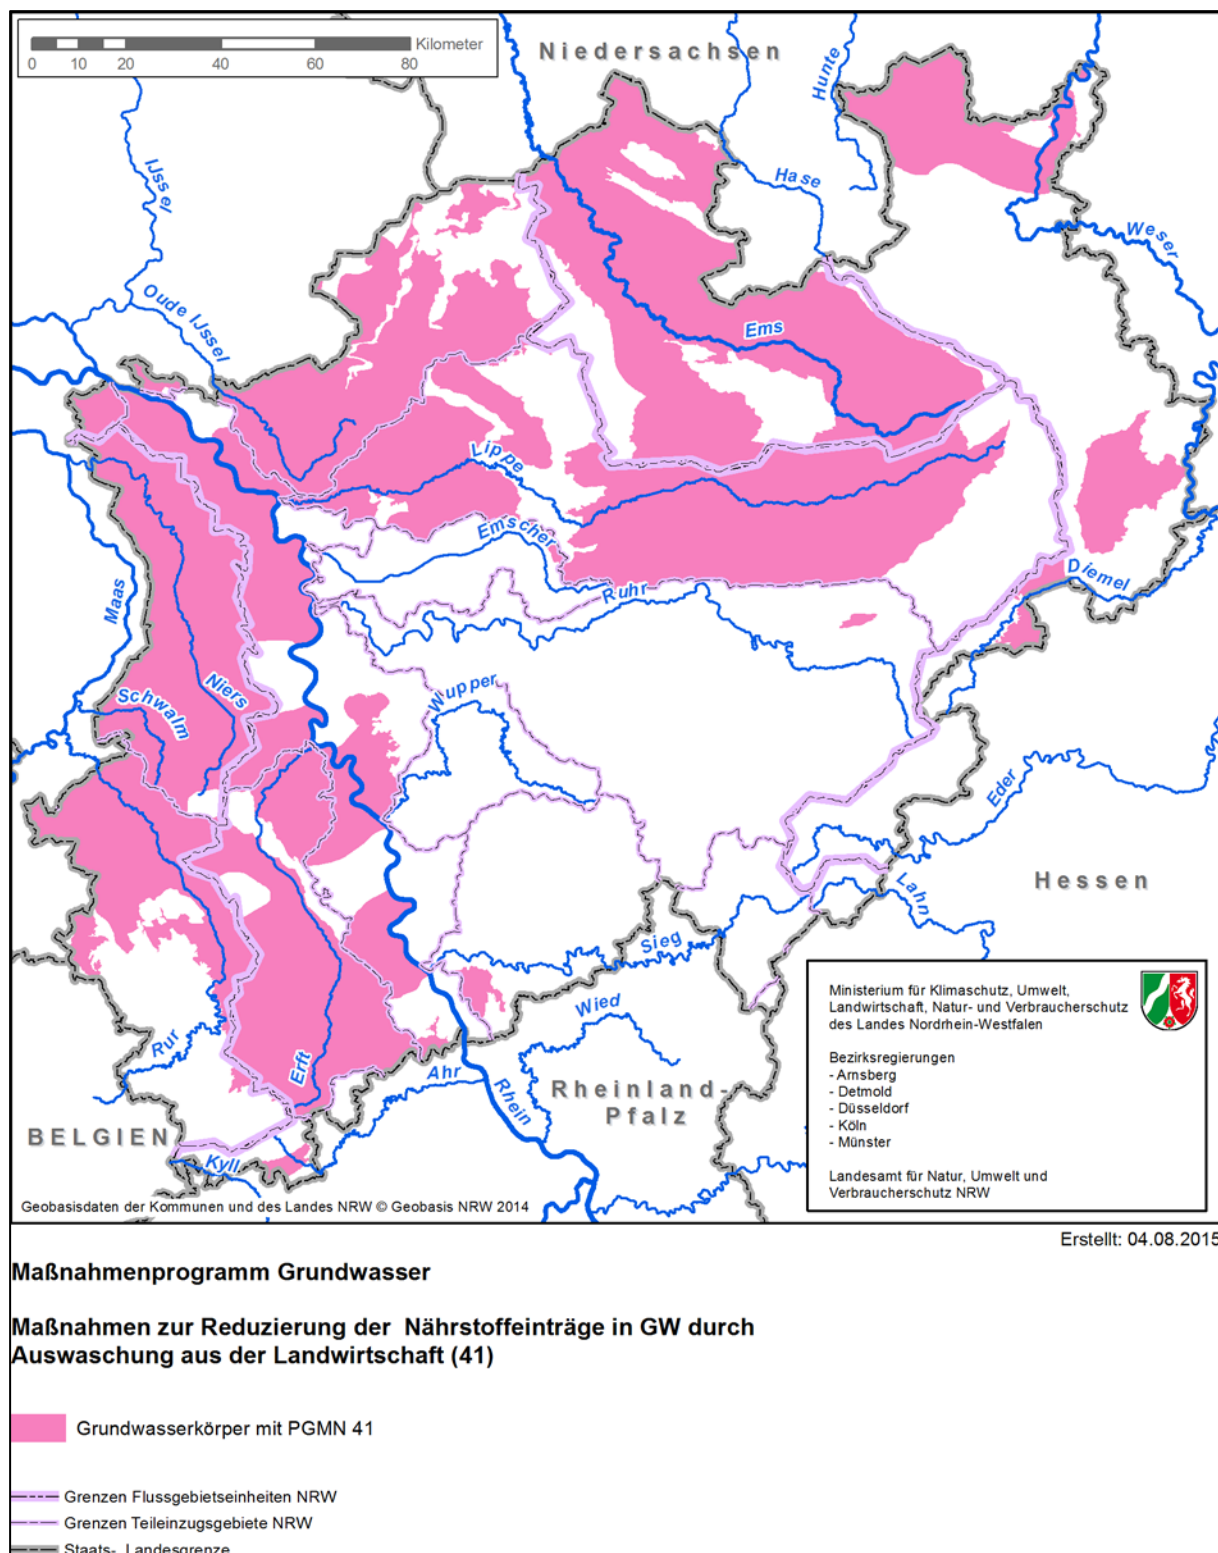 Kilometer
0 10 20 40 60 80
Niedersachsen
Hunte
IJssel
Hase
Weser
Oude IJssel
Ems
Lippe
Emscher
Ruhr
Diemel
Maas
Niers
Schwalm
Wupper
Eder
Hessen
Lahn
Sieg
Wied
Rur
Erft
Ahr
Rhein
Rheinland-
Pfalz
BELGIEN
Kyll
Ministerium für Klimaschutz, Umwelt,
Landwirtschaft, Natur- und Verbraucherschutz
des Landes Nordrhein-Westfalen
Bezirksregierungen
- Arnsberg
- Detmold
- Düsseldorf
- Köln
- Münster
Landesamt für Natur, Umwelt und
Verbraucherschutz NRW
Geobasisdaten der Kommunen und des Landes NRW © Geobasis NRW 2014
Erstellt: 04.08.2015
Maßnahmenprogramm Grundwasser
Maßnahmen zur Reduzierung der Nährstoffeinträge in GW durch
Auswaschung aus der Landwirtschaft (41)
Grundwasserkörper mit PGMN 41
Grenzen Flussgebietseinheiten NRW
Grenzen Teileinzugsgebiete NRW
Staats-, Landesgrenze